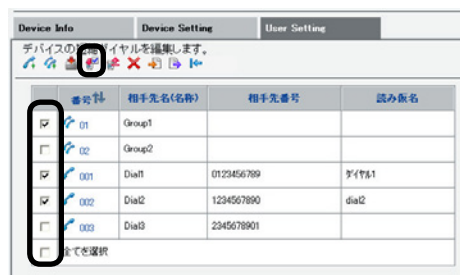 Device Info Device Setting User Setting
デバイスの短縮ダイヤルを編集します。
番号 相手先名(名称) 相手先番号 読み仮名
01 Group1
02 Group2
001 Dial1 0123456789 ダイヤル1
002 Dial2 1234567890 dial2
003 Dial3 2345678901
全てを選択